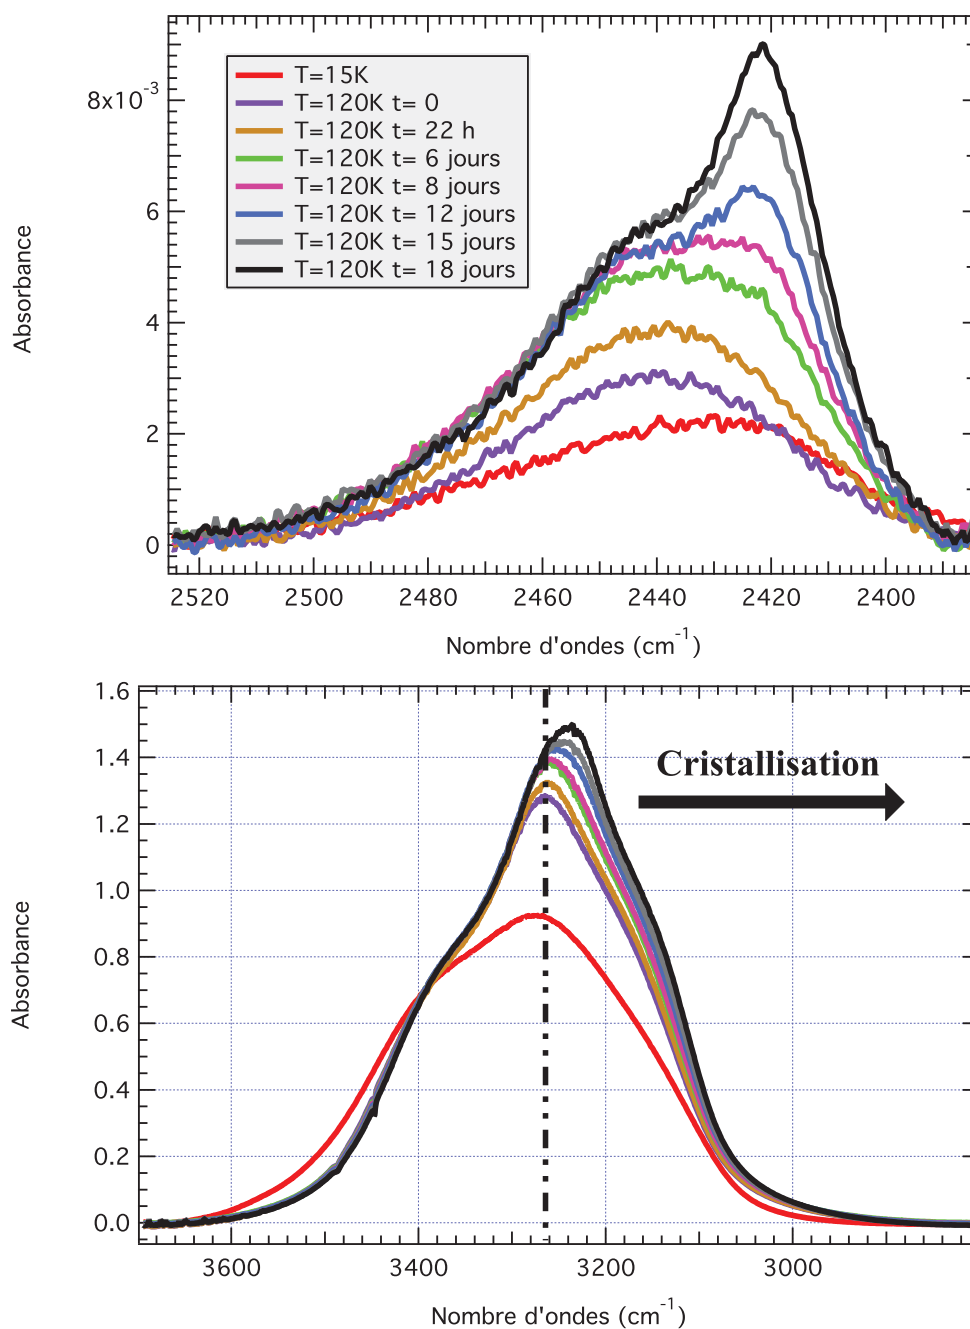 8x10⁻³
6
4
2
0
Absorbance
T=15K
T=120K t= 0
T=120K t= 22 h
T=120K t= 6 jours
T=120K t= 8 jours
T=120K t= 12 jours
T=120K t= 15 jours
T=120K t= 18 jours
2520 2500 2480 2460 2440 2420 2400
Nombre d'ondes (cm⁻¹)
1.6
1.4
1.2
1.0
0.8
0.6
0.4
0.2
0.0
Absorbance
Cristallisation
3600 3400 3200 3000
Nombre d'ondes (cm⁻¹)